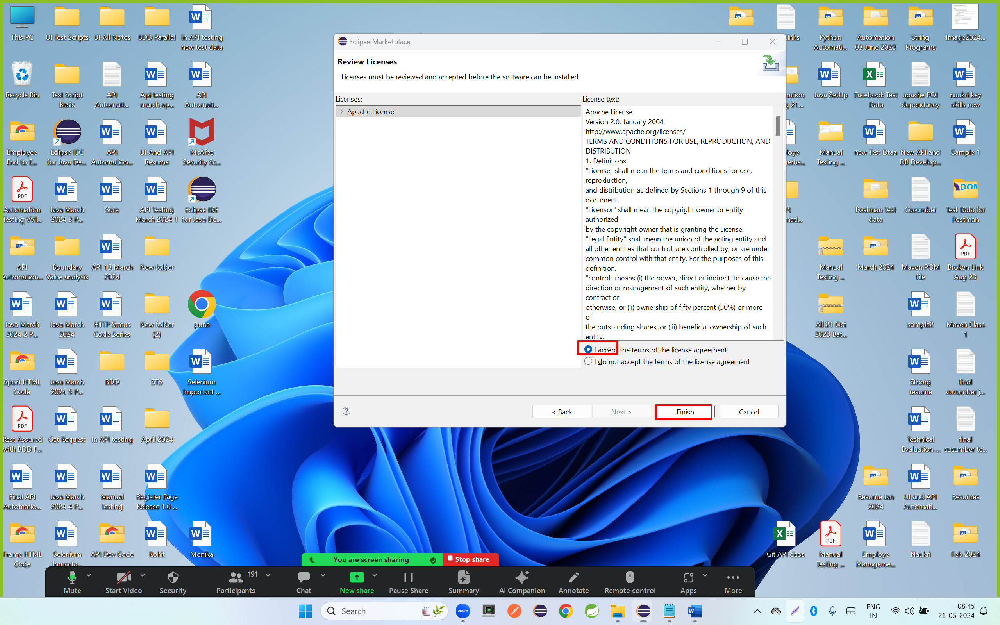 This PC
UI Test Scripts
UI All Notes
BDD Parallel
In API testing
new test data
Recycle Bin
Test Script
Basic
API
Automati...
Api testing
march ap...
API
Automati...
Employee
End to E...
Eclipse IDE
for Java De...
API
Automation...
UI And API
Resume
McAfee
Security Sc...
Automation
Testing VVI...
Java March
2024 3 P...
Sure
API Testing
March 2024 1
Eclipse IDE
for Java De...
API
Automation...
Boundary
Value analysis
API 13 March
2024
New folder
Java March
2024 2 P...
Java March
2024
HTTP Status
Code Series
New folder
(2)
pune
Sport HTML
Code
Java March
2024 5 P...
BDD
STS
Selenium
Important ...
Rest Assured
with BDD F...
Get Request
In API testing
April 2024
Final API
Automatio...
Java March
2024 4 P...
Manual
Testing
Register Page
Release 1.0 ...
Frame HTML
Code
Selenium
Importa...
API Dev Code
Rohit
Monika
Eclipse Marketplace
Review Licenses
Licenses must be reviewed and accepted before the software can be installed.
Licenses:
Apache License
License text:
Apache License
Version 2.0, January 2004
http://www.apache.org/licenses/
TERMS AND CONDITIONS FOR USE, REPRODUCTION, AND
DISTRIBUTION
1. Definitions.
"License" shall mean the terms and conditions for use,
reproduction,
and distribution as defined by Sections 1 through 9 of this
document.
"Licensor" shall mean the copyright owner or entity
authorized
by the copyright owner that is granting the License.
"Legal Entity" shall mean the union of the acting entity and
all other entities that control, are controlled by, or are under
common control with that entity. For the purposes of this
definition,
"control" means (i) the power, direct or indirect, to cause the
direction or management of such entity, whether by
contract or
otherwise, or (ii) ownership of fifty percent (50%) or more
of
the outstanding shares, or (iii) beneficial ownership of such
entity.
I accept the terms of the license agreement
I do not accept the terms of the license agreement
< Back
Next >
Finish
Cancel
Links
Python
Automati...
Automation
03 June 2023
String
Programs
Image2024...
nation
g 21...
Java SetUp
Facebook Test
Data
apache POI
dependancy
naukri key
skills new
loye
eme...
Manual
Testing ...
new Test Dtaa
New API and
DB Develop...
Sample 1
PI
mati...
Postman Test
data
Cucumber
Test Data for
Postman
Manual
Testing ...
March 2024
Maven POM
file
Broken Link
Aug 23
All 21 Oct
2023 Bat...
sample2
Maven Class
1
Strong
resume
final
cucumber j...
Technical
Evaluation ...
final
cucumber te...
Resume Jan
2024
UI and API
Automati...
Resumes
Git API dcos
Manual
Testing ...
Employe
Manageme...
Naukri
Feb 2024
You are screen sharing
Stop share
Mute
Start Video
Security
Participants
191
Chat
New share
Pause Share
Summary
AI Companion
Annotate
Remote control
Apps
More
Search
zoom
ENG
IN
08:45
21-05-2024